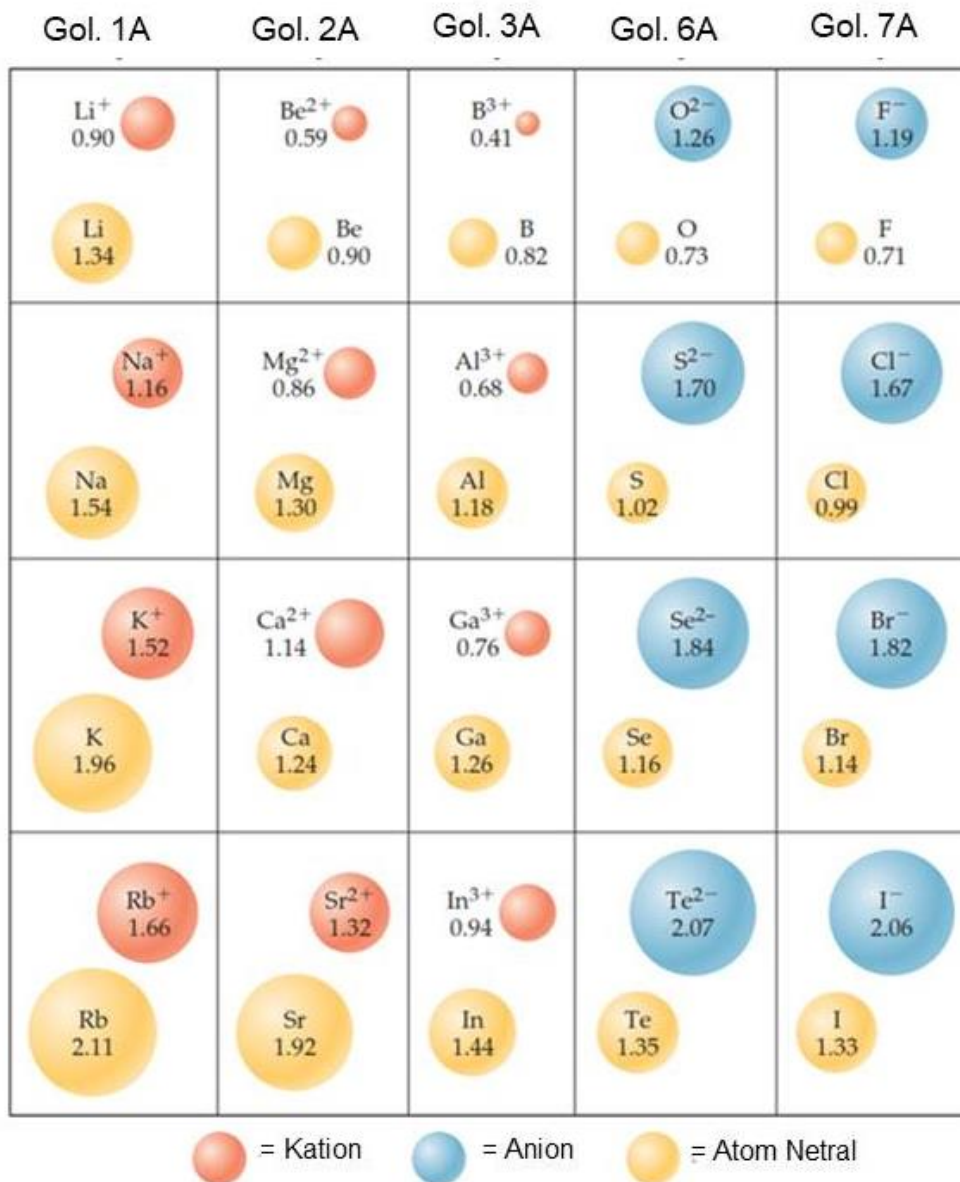 Gol. 1A Gol. 2A Gol. 3A Gol. 6A Gol. 7A
Li⁺ Be²⁺ B³⁺ O²⁻ F⁻
0.90 0.59 0.41 1.26 1.19
Li Be B O F
1.34 0.90 0.82 0.73 0.71
Na⁺ Mg²⁺ Al³⁺ S²⁻ Cl⁻
1.16 0.86 0.68 1.70 1.67
Na Mg Al S Cl
1.54 1.30 1.18 1.02 0.99
K⁺ Ca²⁺ Ga³⁺ Se²⁻ Br⁻
1.52 1.14 0.76 1.84 1.82
K Ca Ga Se Br
1.96 1.24 1.26 1.16 1.14
Rb⁺ Sr²⁺ In³⁺ Te²⁻ I⁻
1.66 1.32 0.94 2.07 2.06
Rb Sr In Te I
2.11 1.92 1.44 1.35 1.33
= Kation = Anion = Atom Netral